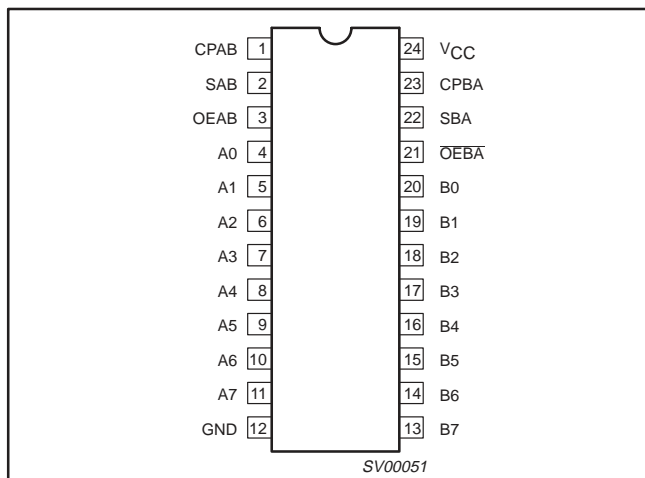 CPAB 1 24 VCC
SAB 2 23 CPBA
OEAB 3 22 SBA
A0 4 21 OEBA
A1 5 20 B0
A2 6 19 B1
A3 7 18 B2
A4 8 17 B3
A5 9 16 B4
A6 10 15 B5
A7 11 14 B6
GND 12 13 B7
SV00051